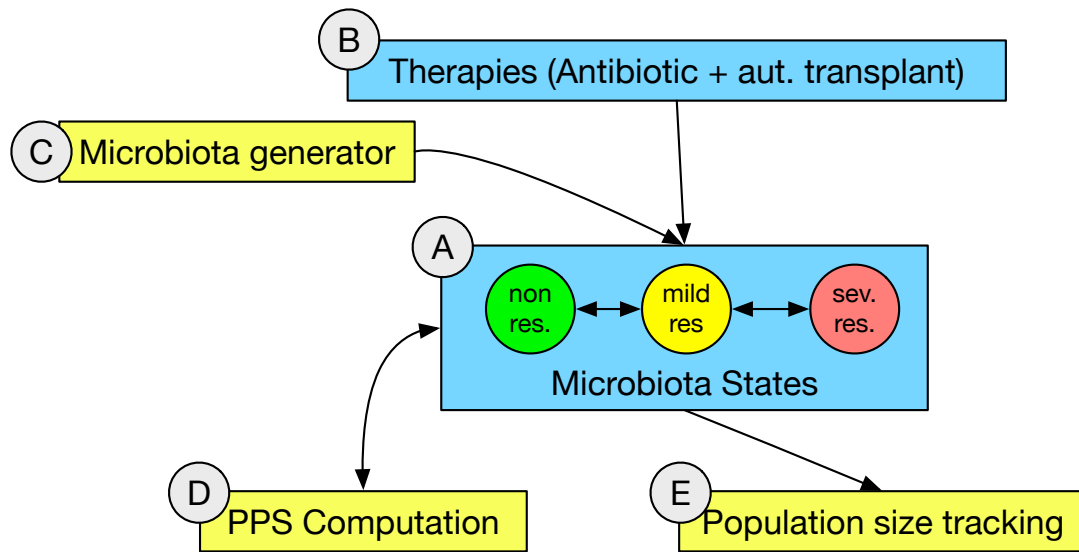 B
Therapies (Antibiotic + aut. transplant)
C
Microbiota generator
A
non
res.
mild
res
sev.
res.
Microbiota States
D
PPS Computation
E
Population size tracking